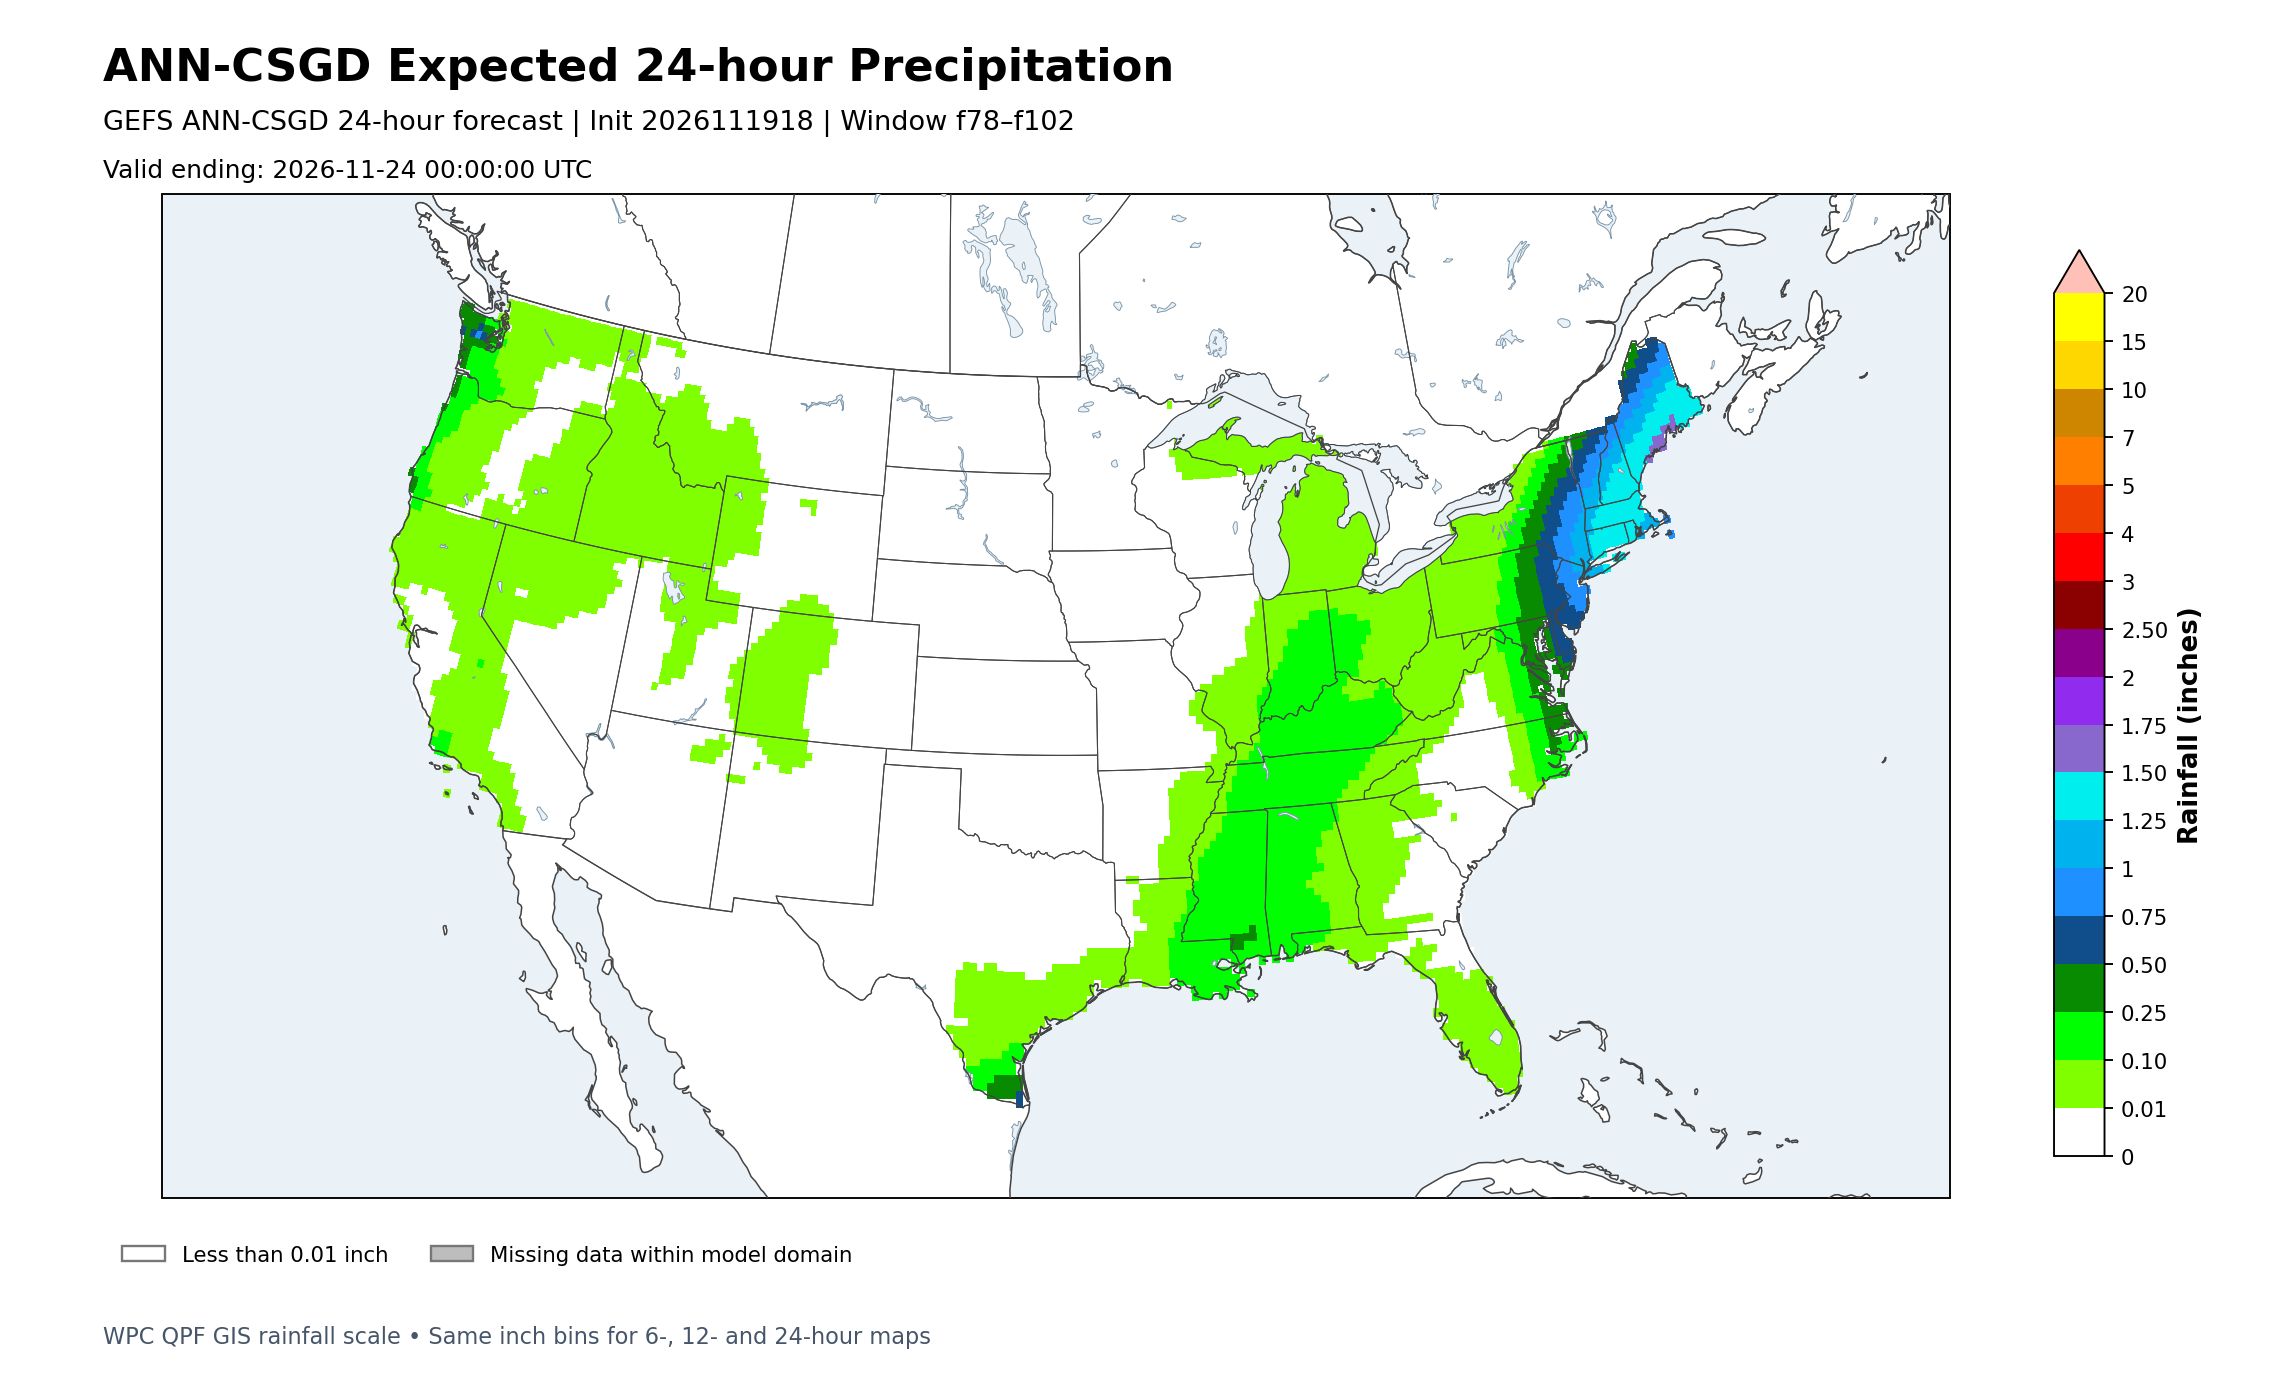 ANN-CSGD Expected 24-hour Precipitation
GEFS ANN-CSGD 24-hour forecast | Init 2026111918 | Window f78–f102
Valid ending: 2026-11-24 00:00:00 UTC
20
15
10
7
5
4
3
2.50
2
1.75
1.50
1.25
1
0.75
0.50
0.25
0.10
0.01
0
Rainfall (inches)
Less than 0.01 inch
Missing data within model domain
WPC QPF GIS rainfall scale • Same inch bins for 6-, 12- and 24-hour maps